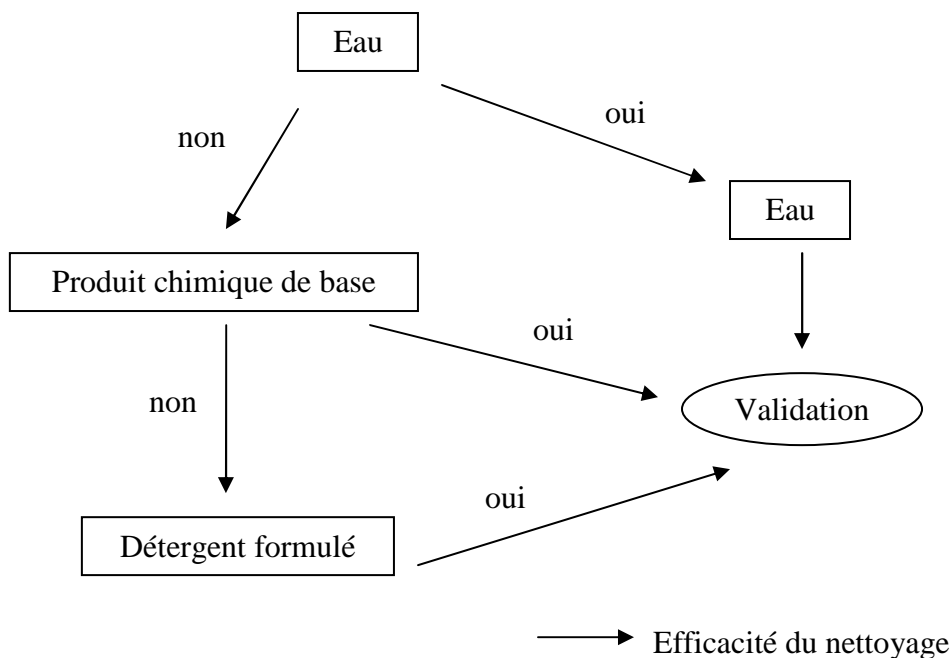 Eau
non
oui
Eau
Produit chimique de base
oui
non
Validation
oui
Détergent formulé
Efficacité du nettoyage